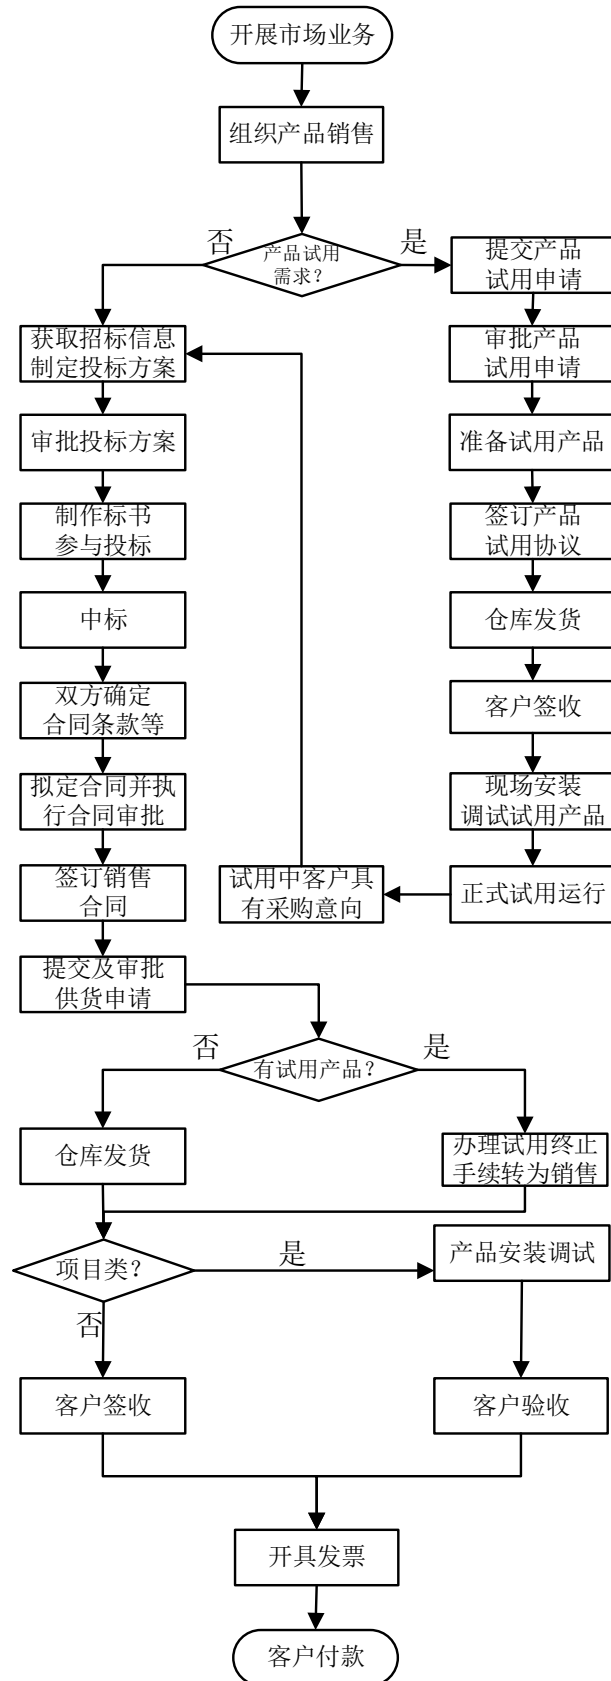 开展市场业务
组织产品销售
否
是
产品试用
需求？
提交产品
试用申请
获取招标信息
制定投标方案
审批产品
试用申请
审批投标方案
准备试用产品
制作标书
参与投标
签订产品
试用协议
中标
仓库发货
双方确定
合同条款等
客户签收
拟定合同并执
行合同审批
现场安装
调试试用产品
签订销售
合同
试用中客户具
有采购意向
正式试用运行
提交及审批
供货申请
否
是
有试用产品？
仓库发货
办理试用终止
手续转为销售
项目类？
是
产品安装调试
否
客户签收
客户验收
开具发票
客户付款